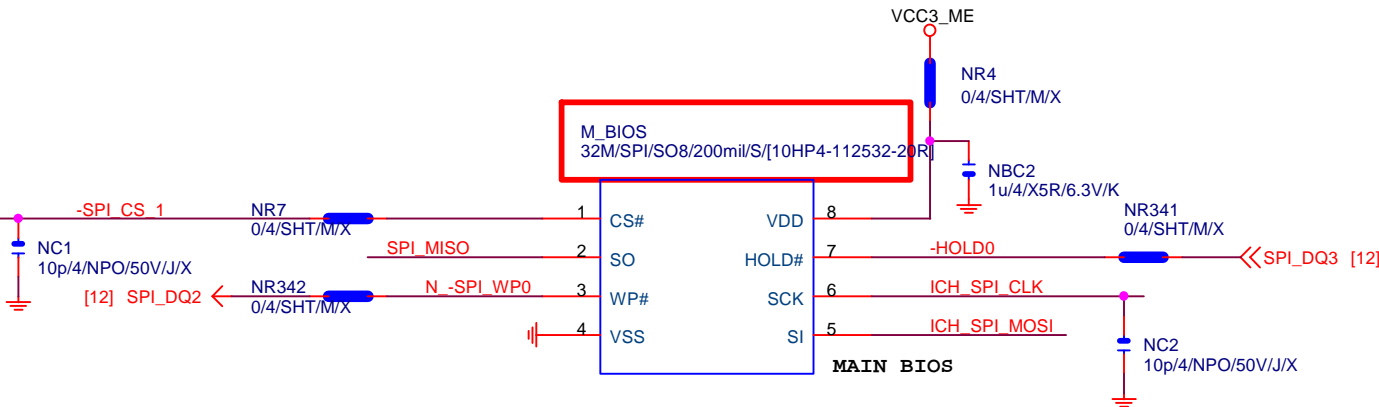 VCC3_ME
NR4
0/4/SHT/M/X
M_BIOS
32M/SPI/SO8/200mil/S/[10HP4-112532-20R]
NBC2
1u/4/X5R/6.3V/K
-SPI_CS_1
NR7
0/4/SHT/M/X
1
CS#
VDD
8
NR341
0/4/SHT/M/X
NC1
10p/4/NPO/50V/J/X
SPI_MISO
2
SO
HOLD#
7
-HOLD0
SPI_DQ3 [12]
[12] SPI_DQ2
NR342
0/4/SHT/M/X
N_-SPI_WP0
3
WP#
SCK
6
ICH_SPI_CLK
4
VSS
SI
5
ICH_SPI_MOSI
NC2
10p/4/NPO/50V/J/X
MAIN BIOS